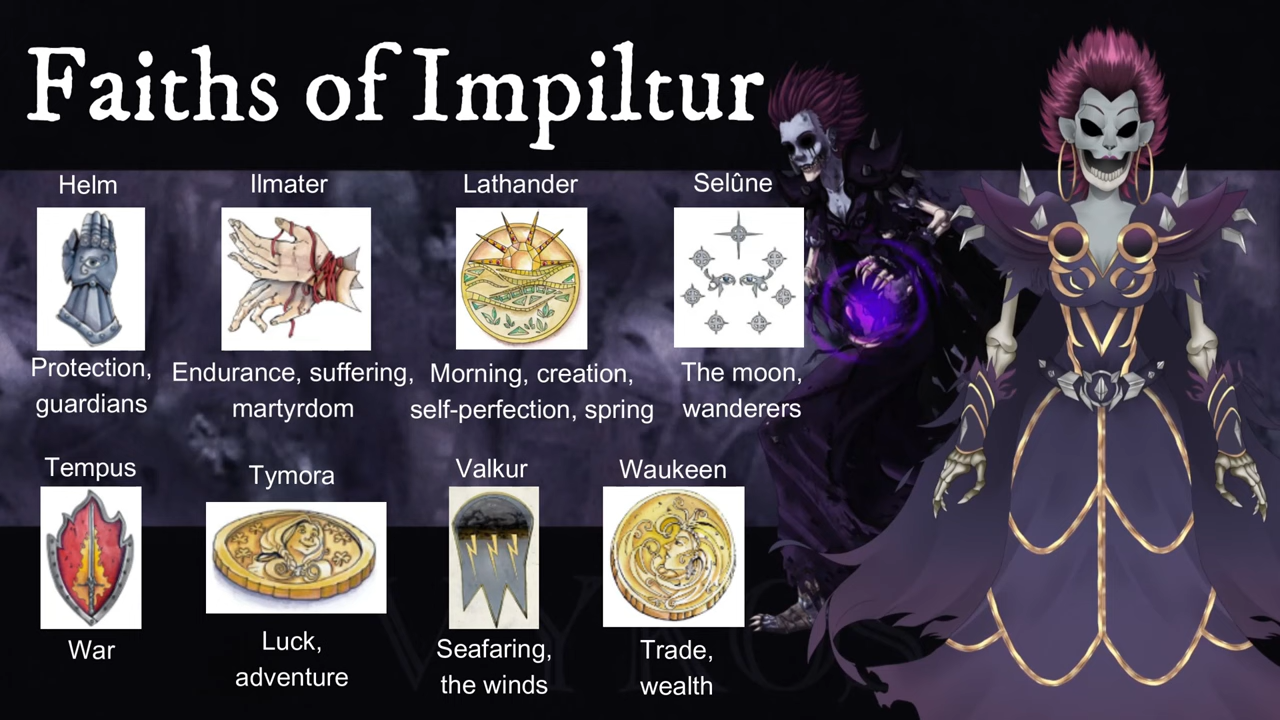 Faiths of Impiltur
Helm
Protection,
guardians
Ilmater
Endurance, suffering,
martyrdom
Lathander
Morning, creation,
self-perfection, spring
Selûne
The moon,
wanderers
Tempus
War
Tymora
Luck,
adventure
Valkur
Seafaring,
the winds
Waukeen
Trade,
wealth